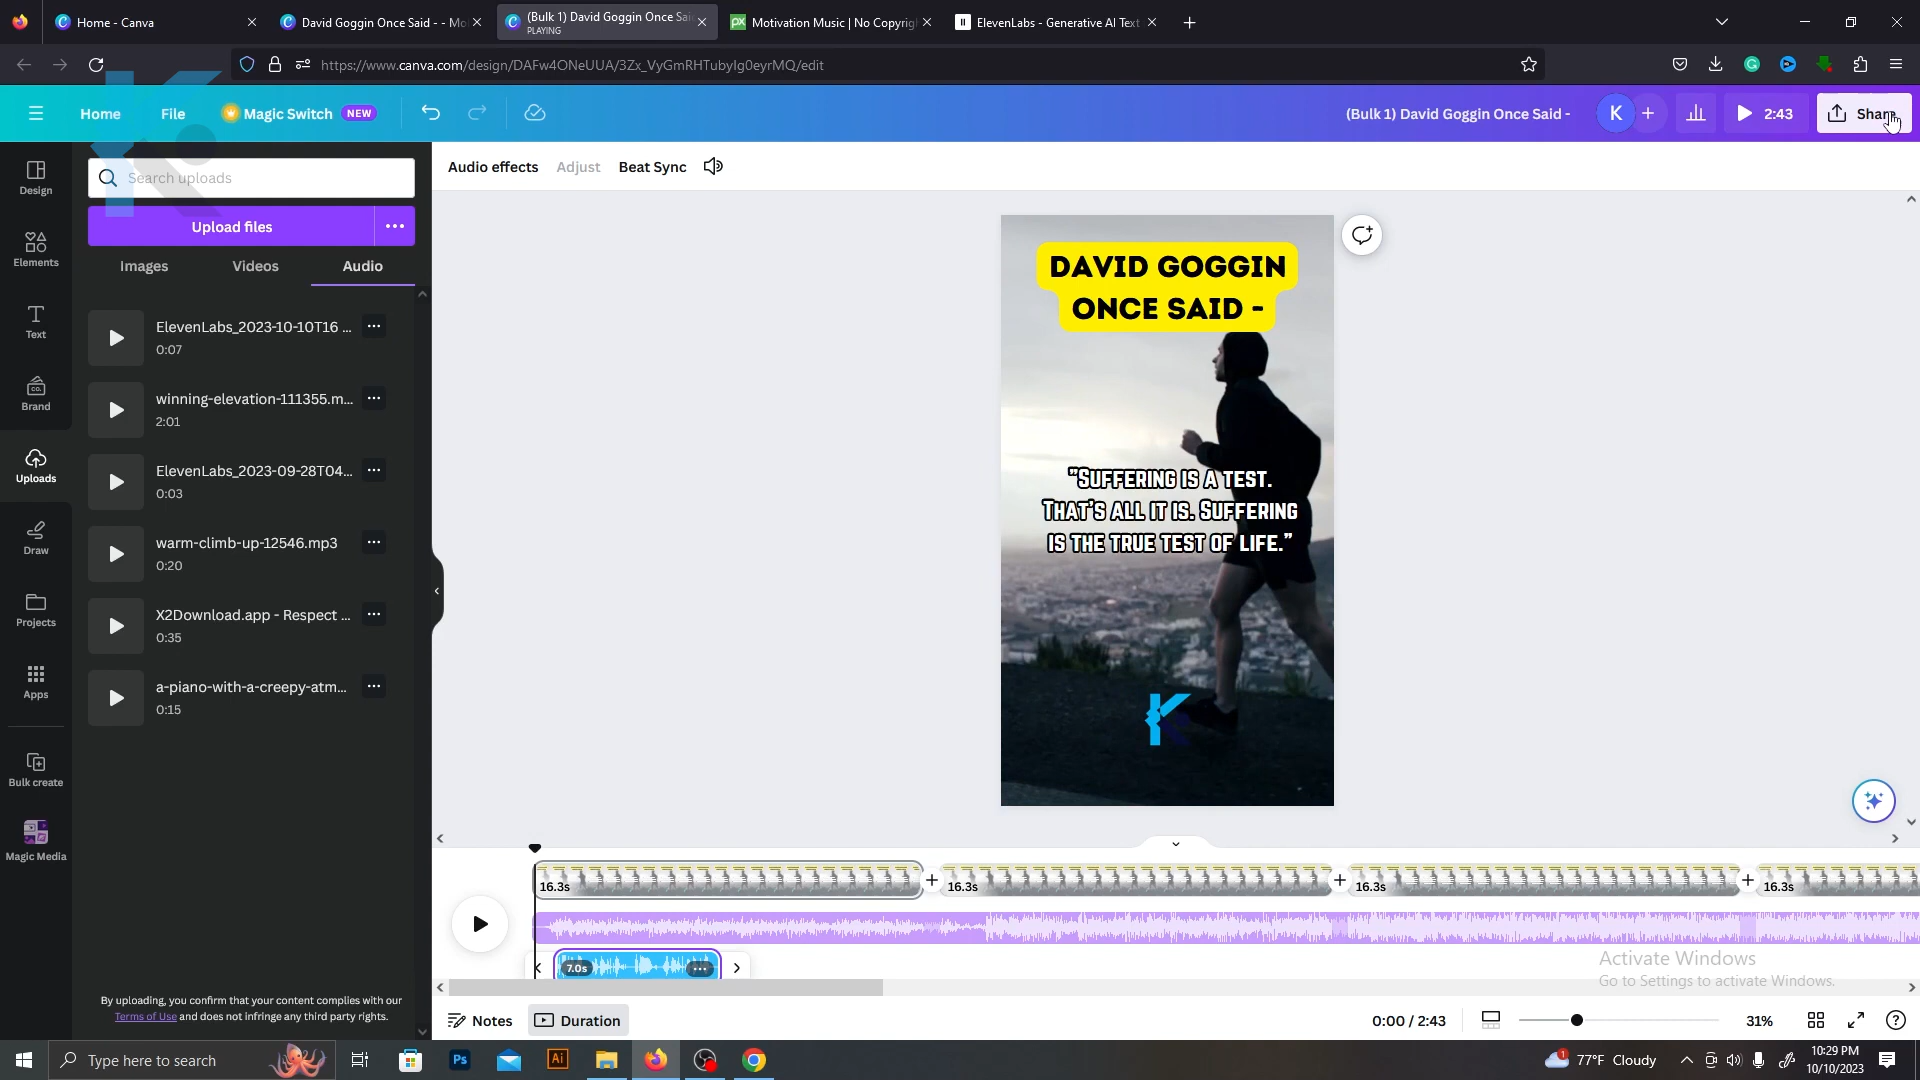 Home - Canva
David Goggin Once Said - - Mo
(Bulk 1) David Goggin Once Sai
PLAYING
Motivation Music | No Copyrig
ElevenLabs - Generative AI Text
https://www.canva.com/design/DAFw4ONeUUA/3Zx_VyGmRHTubyIg0eyrMQ/edit
Home
File
Magic Switch
NEW
(Bulk 1) David Goggin Once Said -
K
2:43
Share
Design
Elements
Text
Brand
Uploads
Draw
Projects
Apps
Bulk create
Magic Media
Search uploads
Upload files
Images
Videos
Audio
ElevenLabs_2023-10-10T16 ...
0:07
winning-elevation-111355.m...
2:01
ElevenLabs_2023-09-28T04...
0:03
warm-climb-up-12546.mp3
0:20
X2Download.app - Respect ...
0:35
a-piano-with-a-creepy-atm...
0:15
By uploading, you confirm that your content complies with our
Terms of Use and does not infringe any third party rights.
Audio effects
Adjust
Beat Sync
DAVID GOGGIN
ONCE SAID -
"Suffering is a test.
That's all it is. Suffering
is the true test of life."
16.3s
16.3s
16.3s
16.3s
7.0s
Activate Windows
Go to Settings to activate Windows.
Notes
Duration
0:00 / 2:43
31%
Type here to search
Ps
Ai
1
77°F Cloudy
10:29 PM
10/10/2023